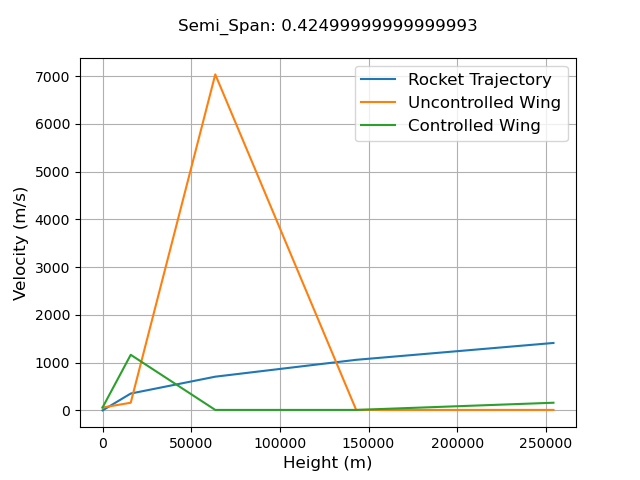 Semi_Span: 0.42499999999999993
Rocket Trajectory
Uncontrolled Wing
Controlled Wing
7000
6000
5000
4000
3000
2000
1000
0
Velocity (m/s)
0
50000
100000
150000
200000
250000
Height (m)